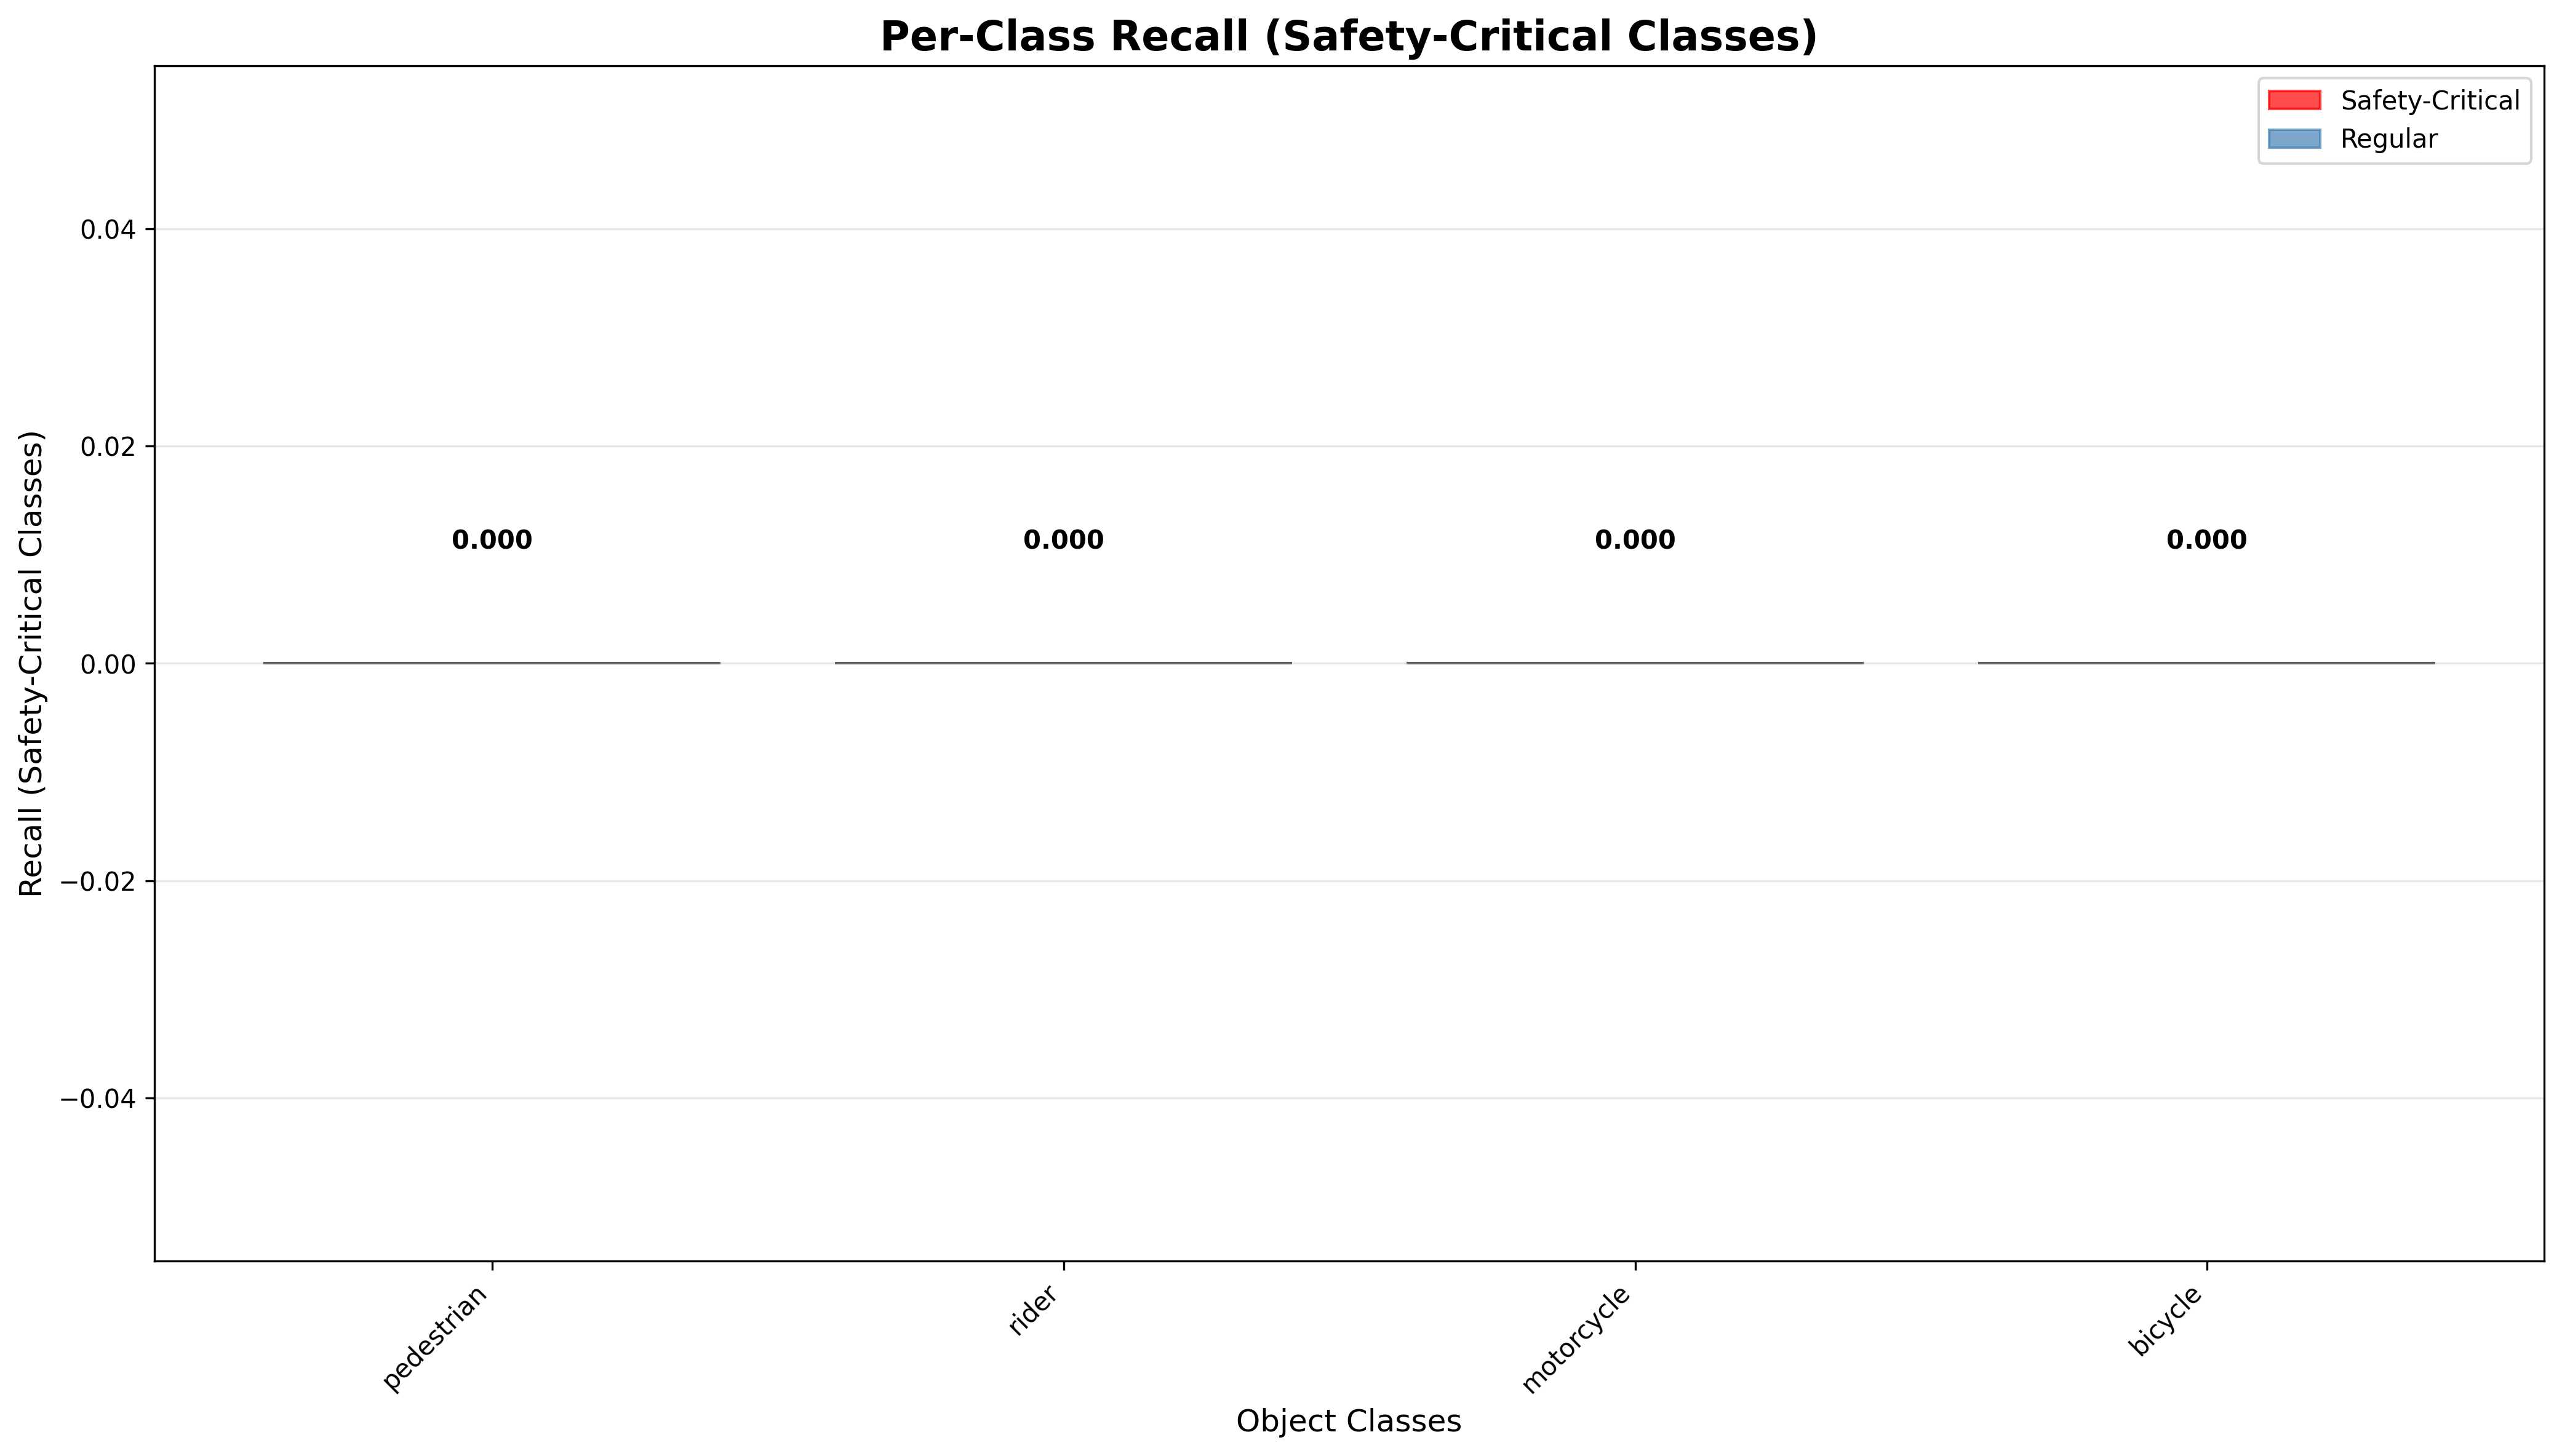 Per-Class Recall (Safety-Critical Classes)
Safety-Critical
Regular
Recall (Safety-Critical Classes)
0.04
0.02
0.00
−0.02
−0.04
0.000
0.000
0.000
0.000
pedestrian
rider
motorcycle
bicycle
Object Classes